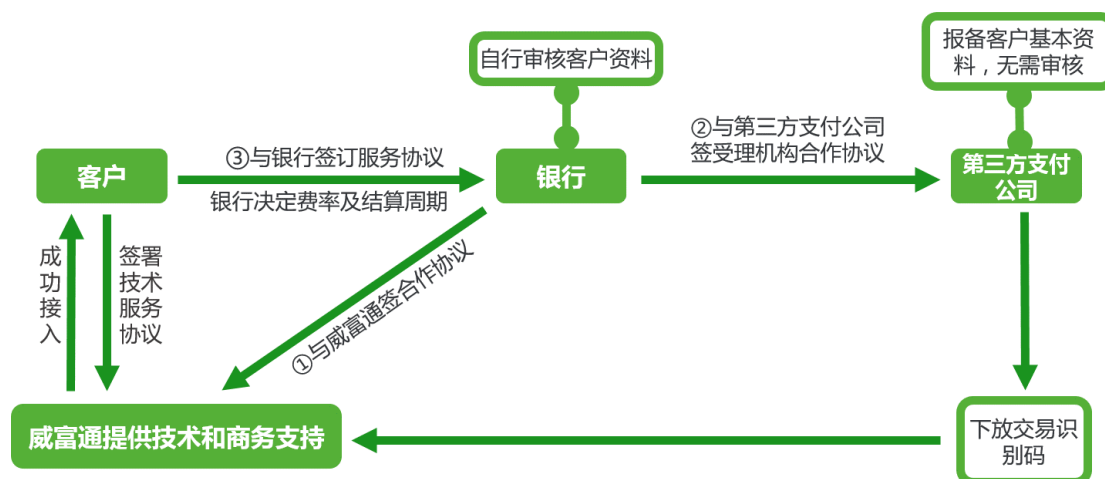 自行审核客户资料
报备客户基本资
料，无需审核
②与第三方支付公司
签受理机构合作协议
③与银行签订服务协议
银行决定费率及结算周期
客户
银行
第三方支付
公司
①与威富通签合作协议
成
功
接
入
签署
技术
服务
协议
威富通提供技术和商务支持
下放交易识
别码